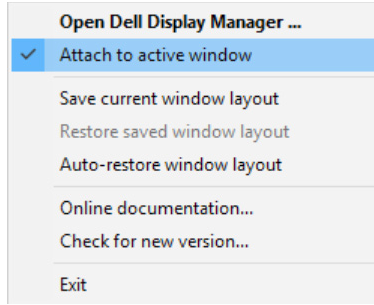 Open Dell Display Manager ...
Attach to active window
Save current window layout
Restore saved window layout
Auto-restore window layout
Online documentation...
Check for new version...
Exit